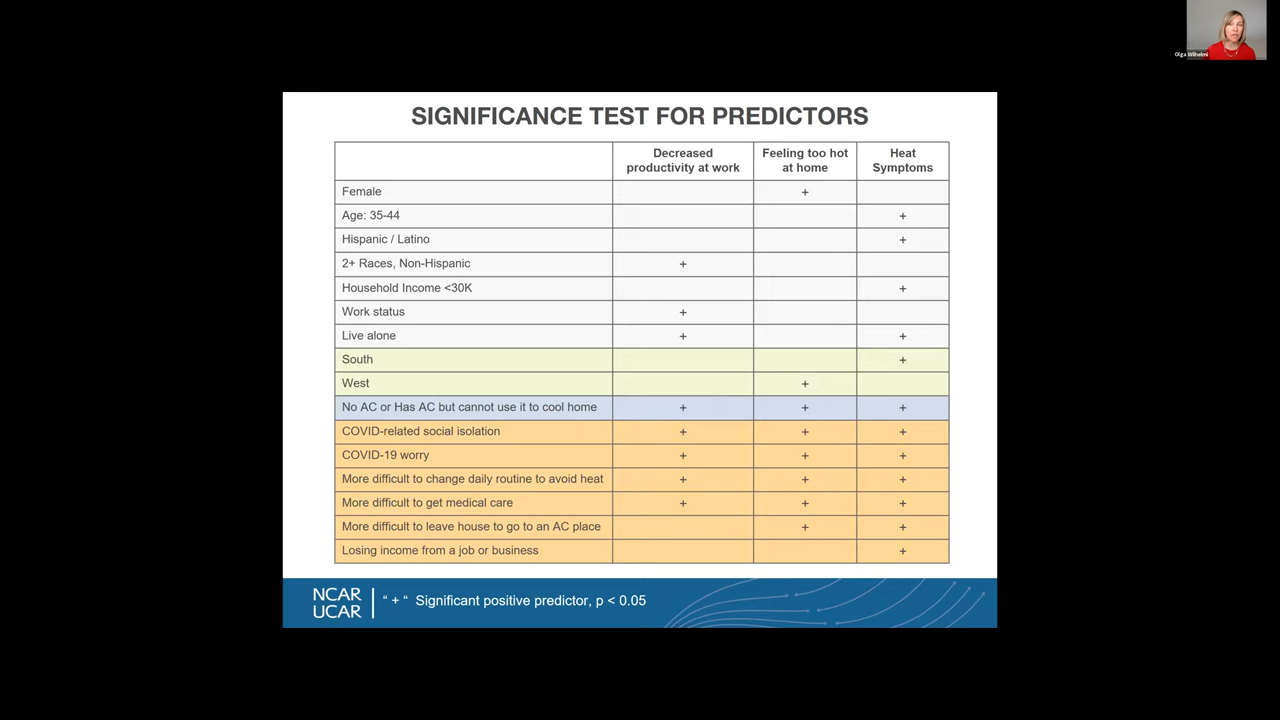 Olga Wilhelmi
SIGNIFICANCE TEST FOR PREDICTORS
Decreased productivity at work
Feeling too hot at home
Heat Symptoms
Female +
Age: 35-44 +
Hispanic / Latino +
2+ Races, Non-Hispanic +
Household Income <30K +
Work status +
Live alone + +
South +
West +
No AC or Has AC but cannot use it to cool home + + +
COVID-related social isolation + + +
COVID-19 worry + + +
More difficult to change daily routine to avoid heat + + +
More difficult to get medical care + + +
More difficult to leave house to go to an AC place + +
Losing income from a job or business +
NCAR
UCAR
“ + “ Significant positive predictor, p < 0.05